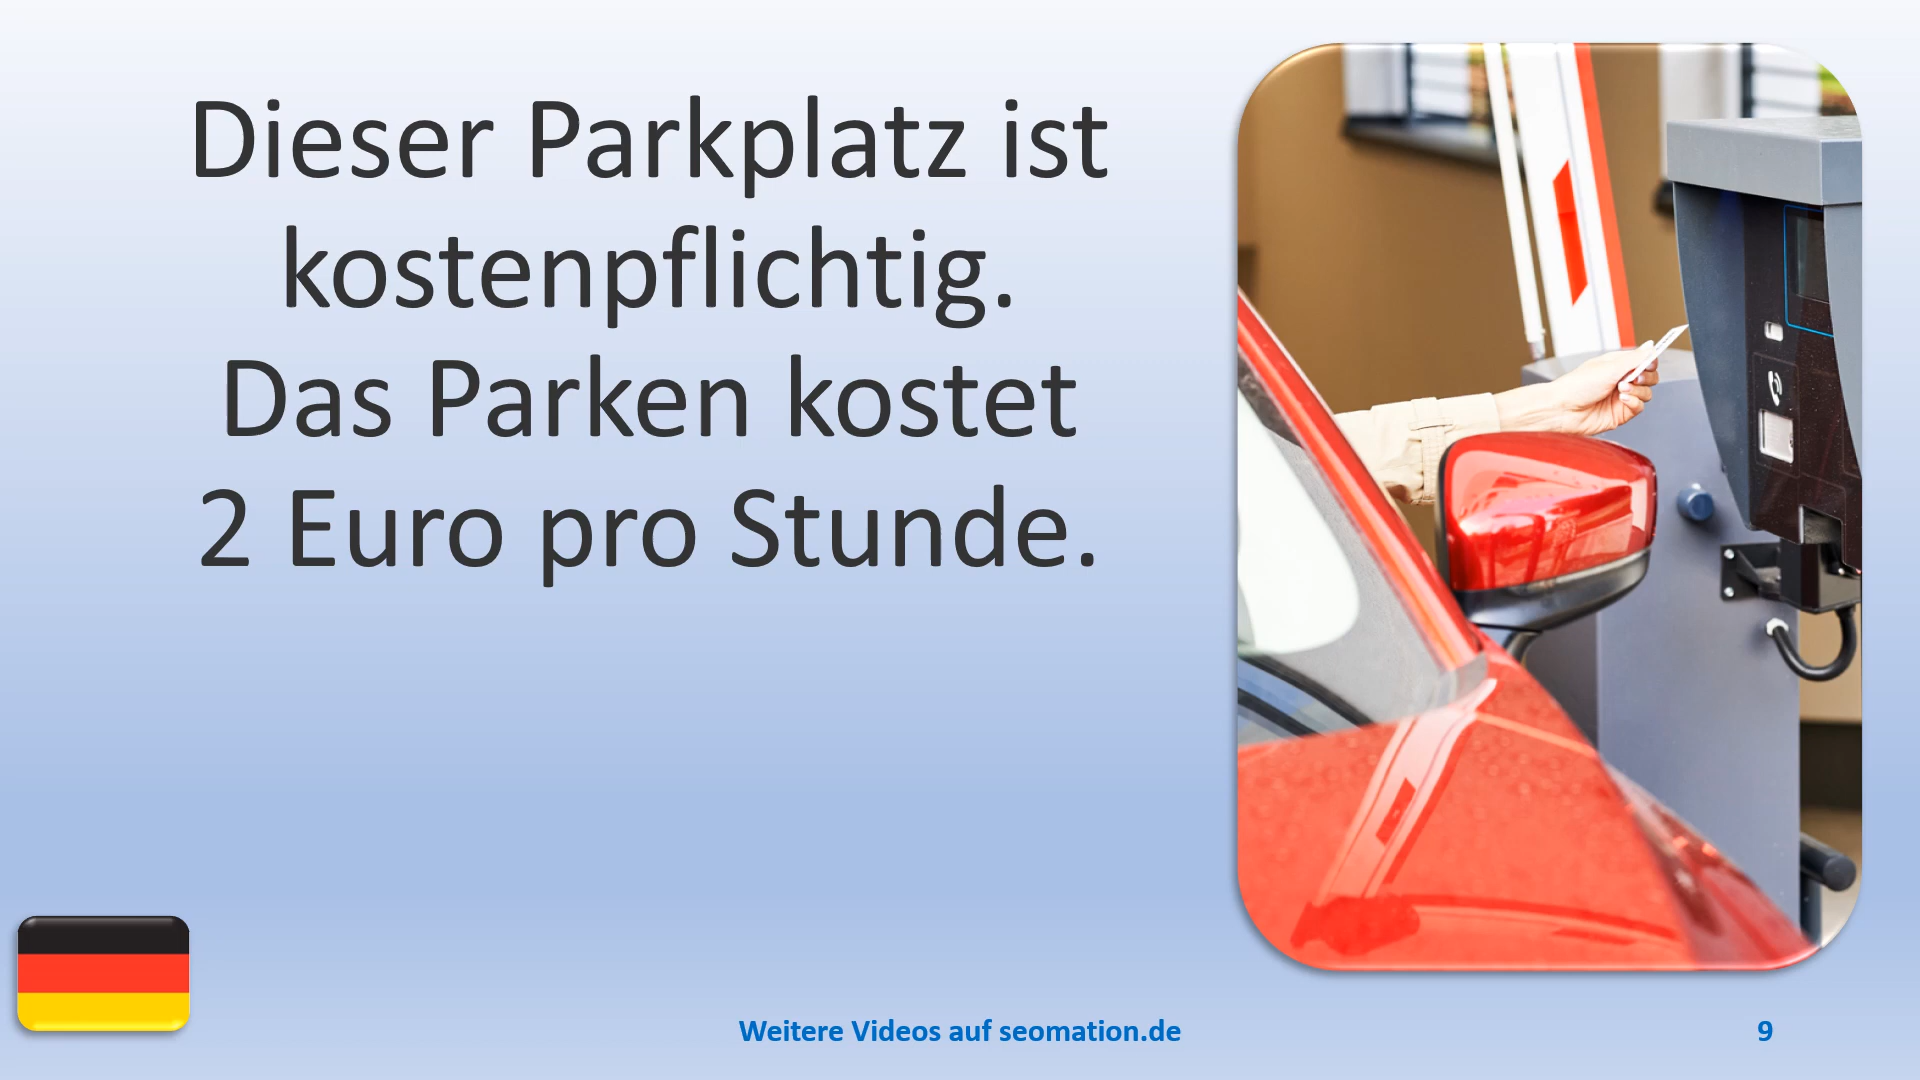 Dieser Parkplatz ist
kostenpflichtig.
Das Parken kostet
2 Euro pro Stunde.
Weitere Videos auf seomation.de
9